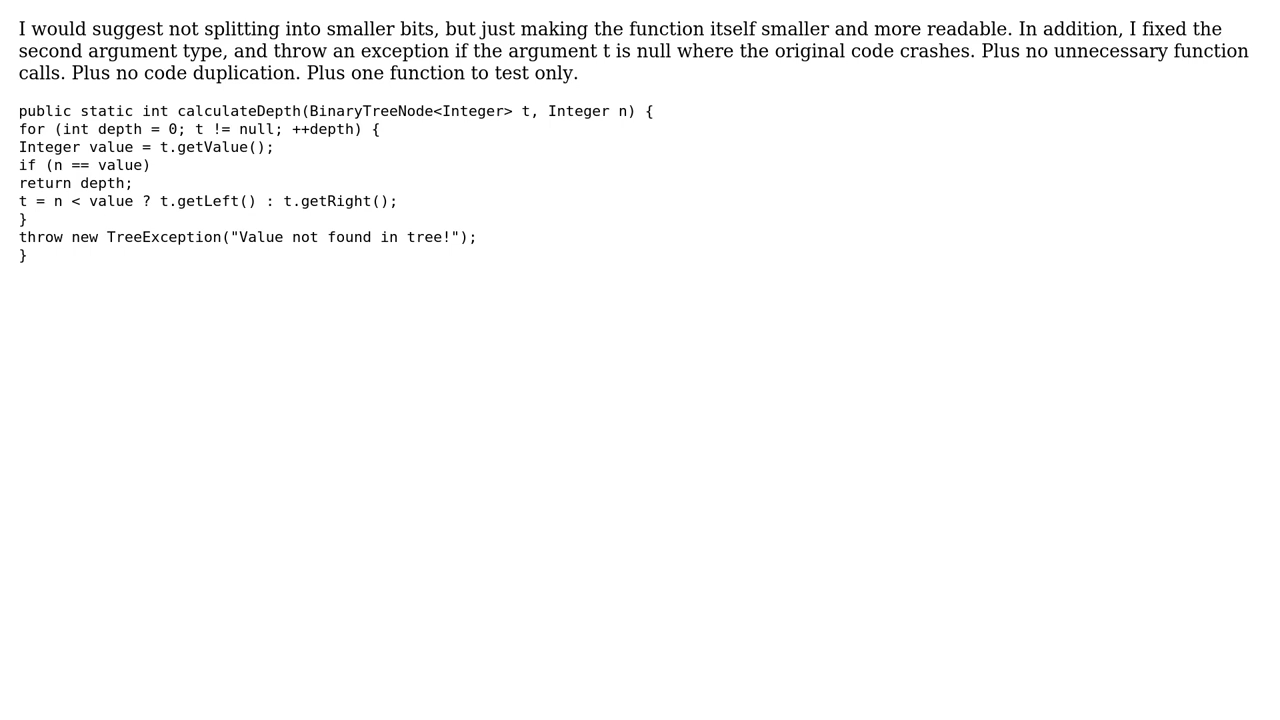 I would suggest not splitting into smaller bits, but just making the function itself smaller and more readable. In addition, I fixed the
second argument type, and throw an exception if the argument t is null where the original code crashes. Plus no unnecessary function
calls. Plus no code duplication. Plus one function to test only.
public static int calculateDepth(BinaryTreeNode<Integer> t, Integer n) {
for (int depth = 0; t != null; ++depth) {
Integer value = t.getValue();
if (n == value)
return depth;
t = n < value ? t.getLeft() : t.getRight();
}
throw new TreeException("Value not found in tree!");
}